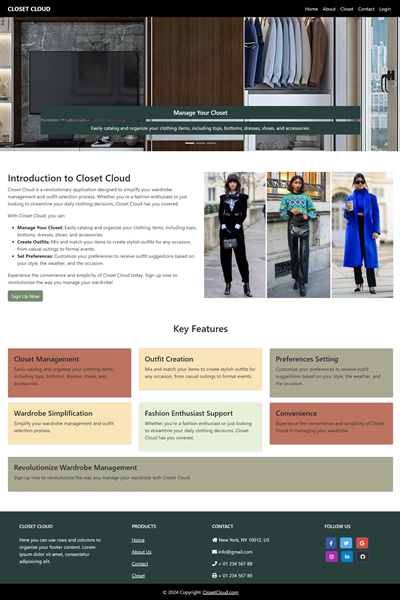 CLOSET CLOUD
Home About Closet Contact Login
Manage Your Closet
Easily catalog and organize your clothing items, including tops, bottoms, dresses, shoes, and accessories.
Introduction to Closet Cloud
Closet Cloud is a revolutionary application designed to simplify your wardrobe
management and outfit selection process. Whether you're a fashion enthusiast or just
looking to streamline your daily clothing decisions, Closet Cloud has you covered.
With Closet Cloud, you can:
• Manage Your Closet: Easily catalog and organize your clothing items, including tops,
bottoms, dresses, shoes, and accessories.
• Create Outfits: Mix and match your items to create stylish outfits for any occasion,
from casual outings to formal events.
• Set Preferences: Customize your preferences to receive outfit suggestions based on
your style, the weather, and the occasion.
Experience the convenience and simplicity of Closet Cloud today. Sign up now to
revolutionize the way you manage your wardrobe!
Sign Up Now
Key Features
Closet Management
Easily catalog and organize your clothing items,
including tops, bottoms, dresses, shoes, and
accessories.
Outfit Creation
Mix and match your items to create stylish outfits for
any occasion, from casual outings to formal events.
Preferences Setting
Customize your preferences to receive outfit
suggestions based on your style, the weather, and
the occasion.
Wardrobe Simplification
Simplify your wardrobe management and outfit
selection process.
Fashion Enthusiast Support
Whether you're a fashion enthusiast or just looking
to streamline your daily clothing decisions, Closet
Cloud has you covered.
Convenience
Experience the convenience and simplicity of Closet
Cloud in managing your wardrobe.
Revolutionize Wardrobe Management
Sign up now to revolutionize the way you manage your wardrobe with Closet Cloud.
CLOSET CLOUD
Here you can use rows and columns to
organize your footer content. Lorem
ipsum dolor sit amet, consectetur
adipisicing elit.
PRODUCTS
Home
About Us
Contact
Closet
CONTACT
New York, NY 10012, US
info@gmail.com
+ 01 234 567 88
+ 01 234 567 89
FOLLOW US
© 2024 Copyright: ClosetCloud.com